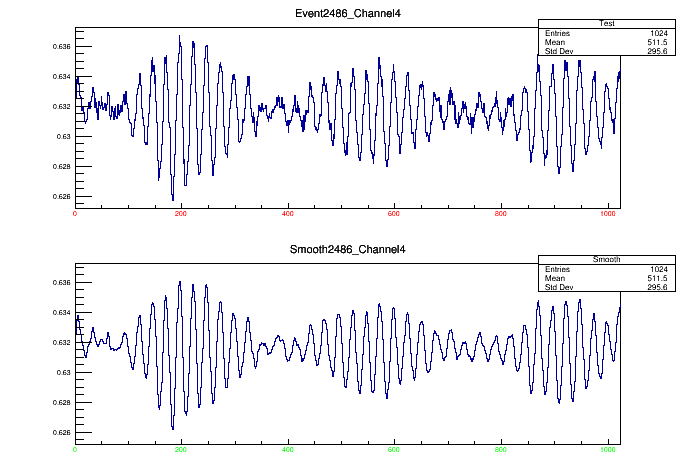 Event2486_Channel4
Test
Entries 1024
Mean 511.5
Std Dev 295.6
0.636
0.634
0.632
0.63
0.628
0.626
0 200 400 600 800 1000
Smooth2486_Channel4
Smooth
Entries 1024
Mean 511.5
Std Dev 295.6
0.636
0.634
0.632
0.63
0.628
0.626
0 200 400 600 800 1000